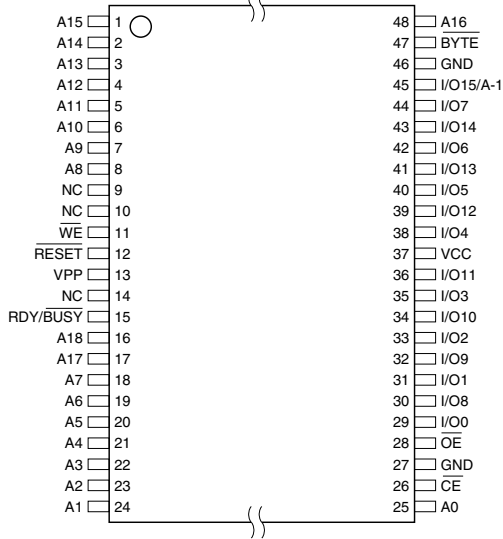 A15 1 48 A16
A14 2 47 BYTE
A13 3 46 GND
A12 4 45 I/O15/A-1
A11 5 44 I/O7
A10 6 43 I/O14
A9 7 42 I/O6
A8 8 41 I/O13
NC 9 40 I/O5
NC 10 39 I/O12
WE 11 38 I/O4
RESET 12 37 VCC
VPP 13 36 I/O11
NC 14 35 I/O3
RDY/BUSY 15 34 I/O10
A18 16 33 I/O2
A17 17 32 I/O9
A7 18 31 I/O1
A6 19 30 I/O8
A5 20 29 I/O0
A4 21 28 OE
A3 22 27 GND
A2 23 26 CE
A1 24 25 A0